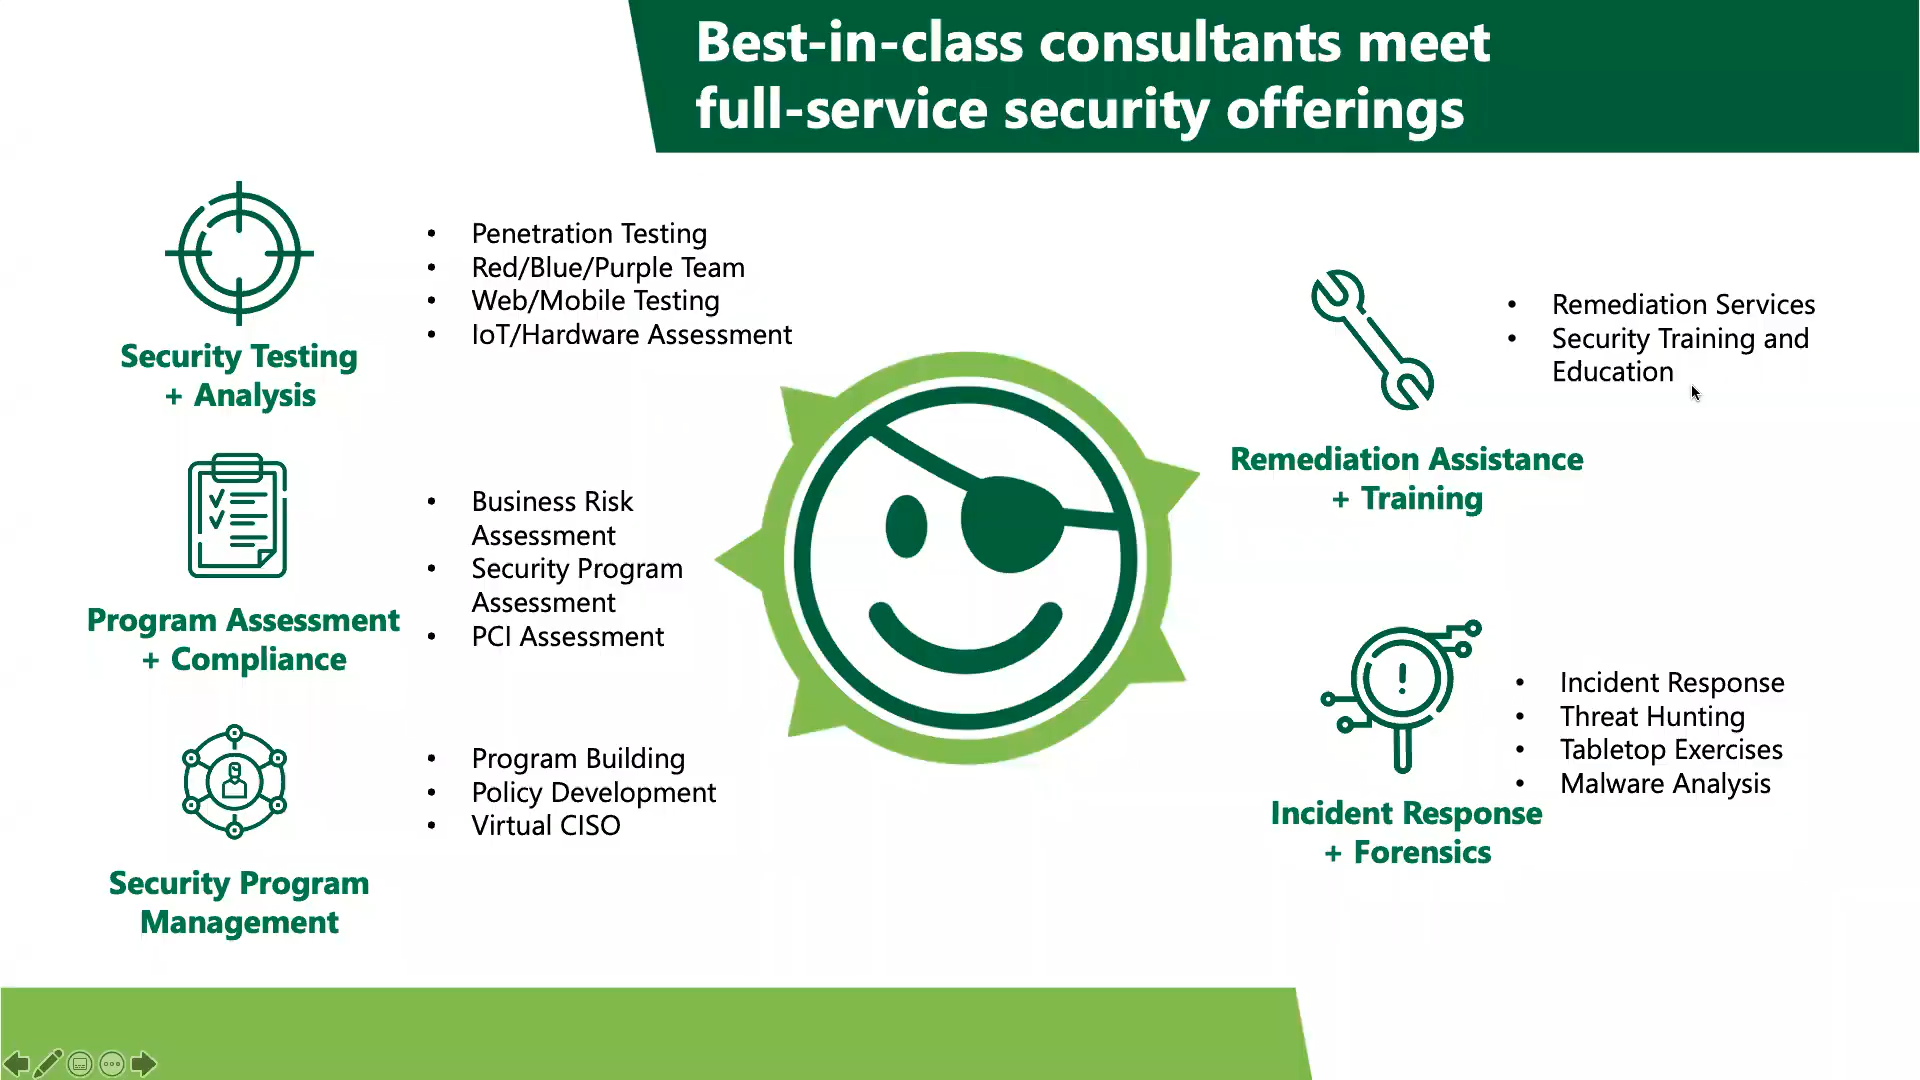 Best-in-class consultants meet
full-service security offerings
Security Testing
+ Analysis
• Penetration Testing
• Red/Blue/Purple Team
• Web/Mobile Testing
• IoT/Hardware Assessment
Program Assessment
+ Compliance
• Business Risk
Assessment
• Security Program
Assessment
• PCI Assessment
Security Program
Management
• Program Building
• Policy Development
• Virtual CISO
Remediation Assistance
+ Training
• Remediation Services
• Security Training and
Education
Incident Response
+ Forensics
• Incident Response
• Threat Hunting
• Tabletop Exercises
• Malware Analysis